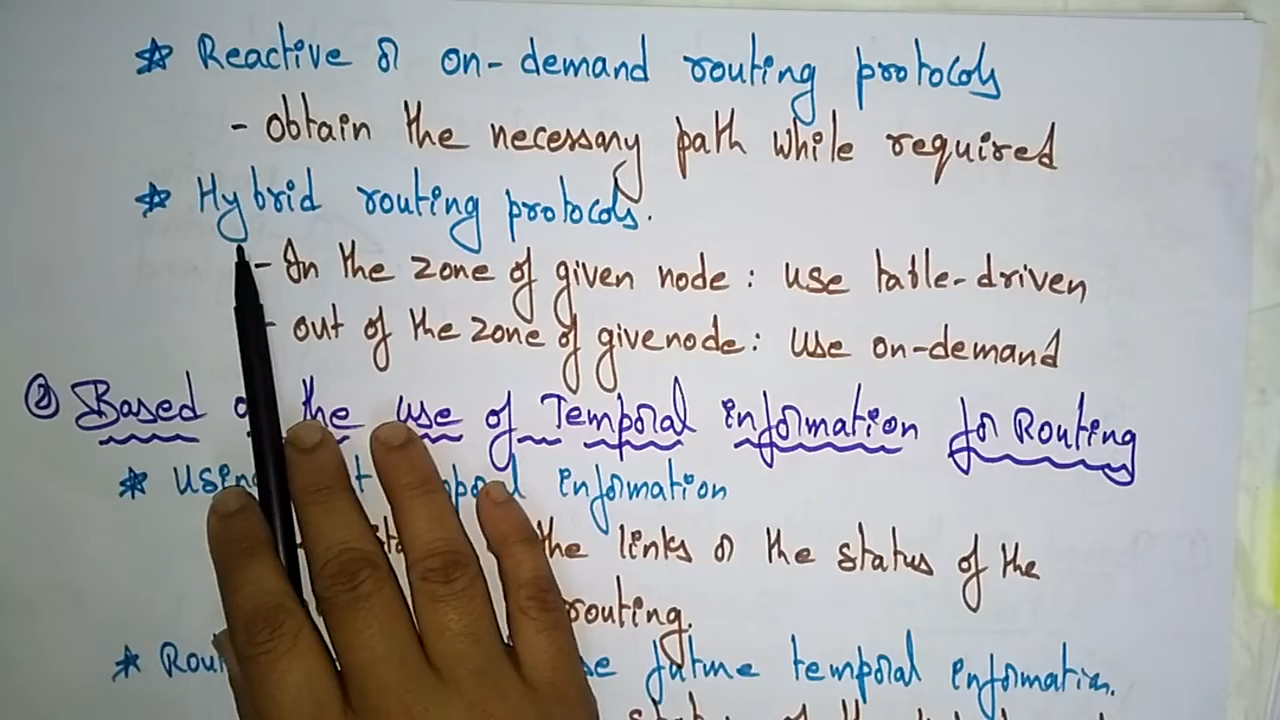 ☆ Reactive or on-demand routing protocols
- obtain the necessary path while required
☆ Hybrid routing protocols.
- In the zone of given node : use table-driven
- out of the zone of givenode : use on-demand
② Based the use of Temporal information for Routing
☆ using information
the links or the status of the
routing.
☆ future temporal information.